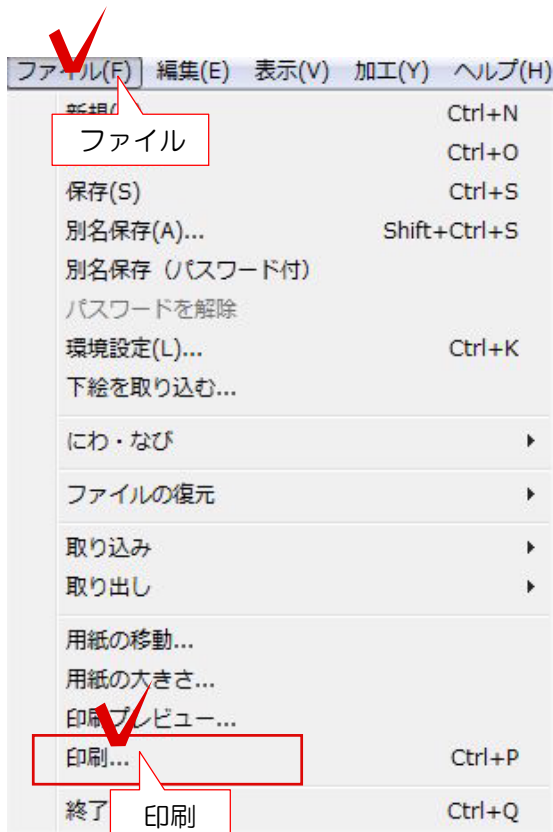 ファイル(F) 編集(E) 表示(V) 加工(Y) ヘルプ(H)
新規( Ctrl+N
ファイル
Ctrl+O
保存(S) Ctrl+S
別名保存(A)... Shift+Ctrl+S
別名保存（パスワード付）
パスワードを解除
環境設定(L)... Ctrl+K
下絵を取り込む...
にわ・なび
ファイルの復元
取り込み
取り出し
用紙の移動...
用紙の大きさ...
印刷プレビュー...
印刷... Ctrl+P
終了 Ctrl+Q
印刷